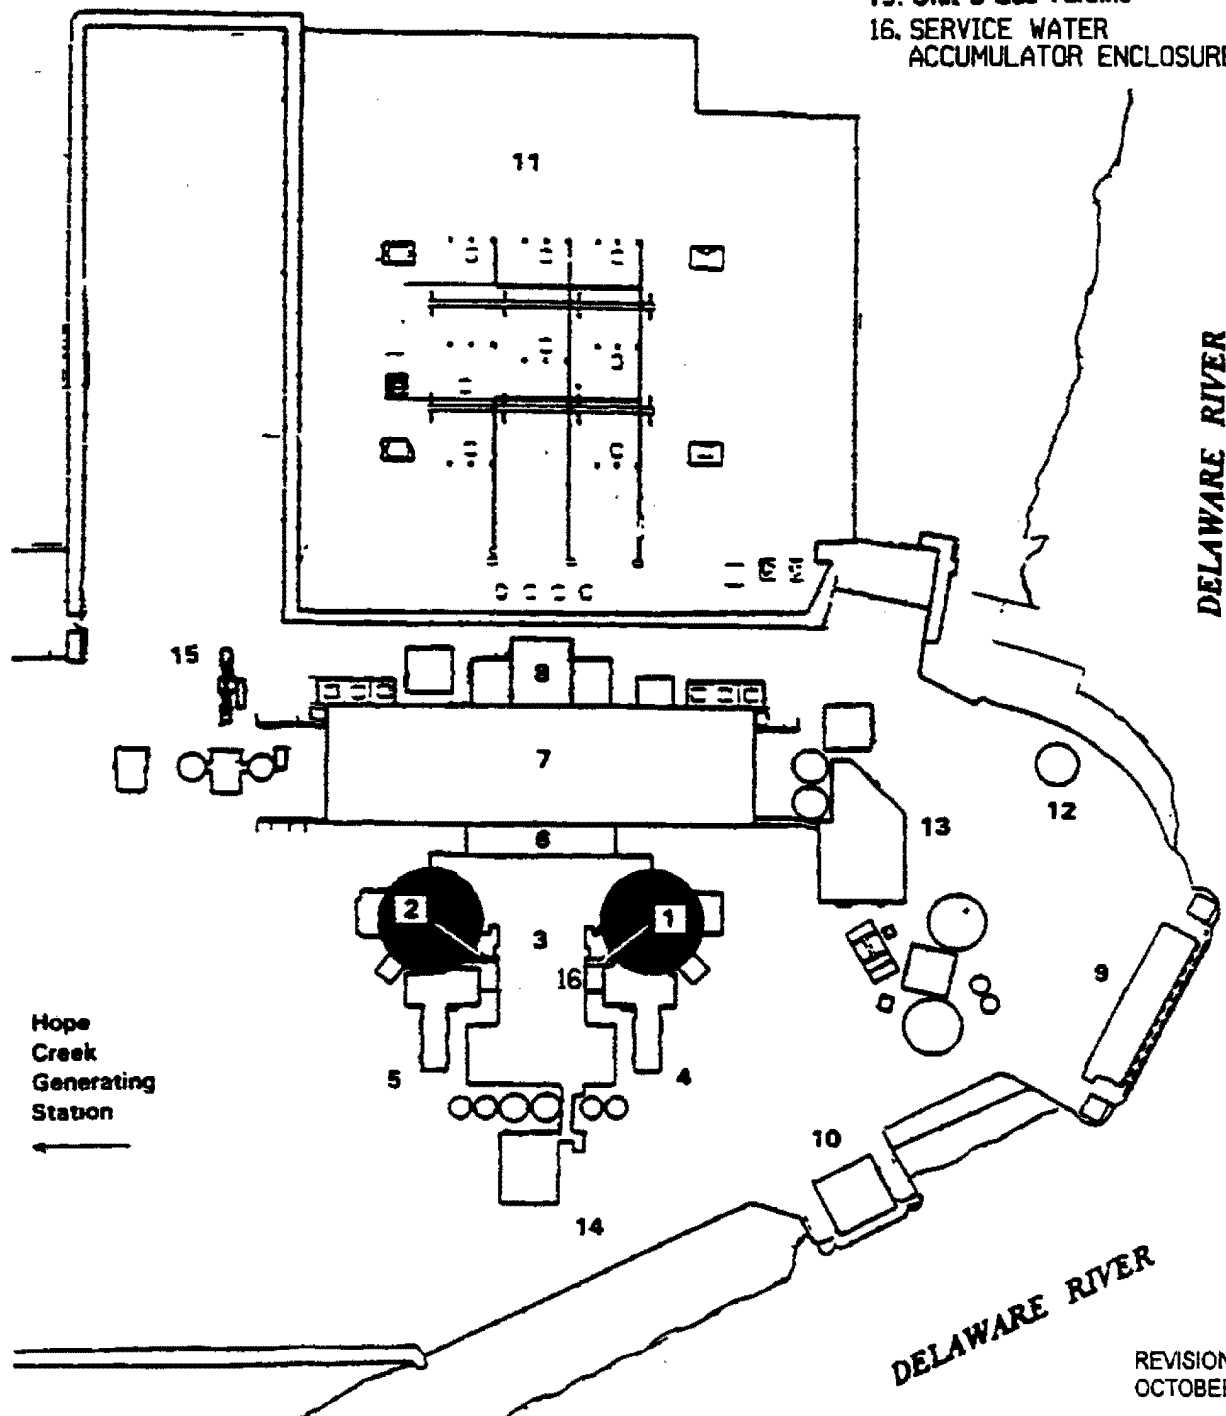 16. SERVICE WATER
ACCUMULATOR ENCLOSURE
11
DELAWARE RIVER
15
8
7
12
13
6
2
1
3
9
16
Hope
Creek
Generating
Station
5
4
10
14
DELAWARE RIVER
REVISION
OCTOBER